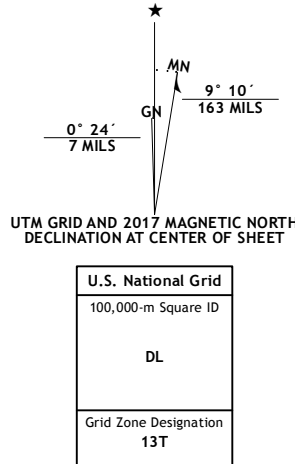 ★
MN
GN
9° 10´
163 MILS
0° 24´
7 MILS
UTM GRID AND 2017 MAGNETIC NORTH
DECLINATION AT CENTER OF SHEET
U.S. National Grid
100,000-m Square ID
DL
Grid Zone Designation
13T